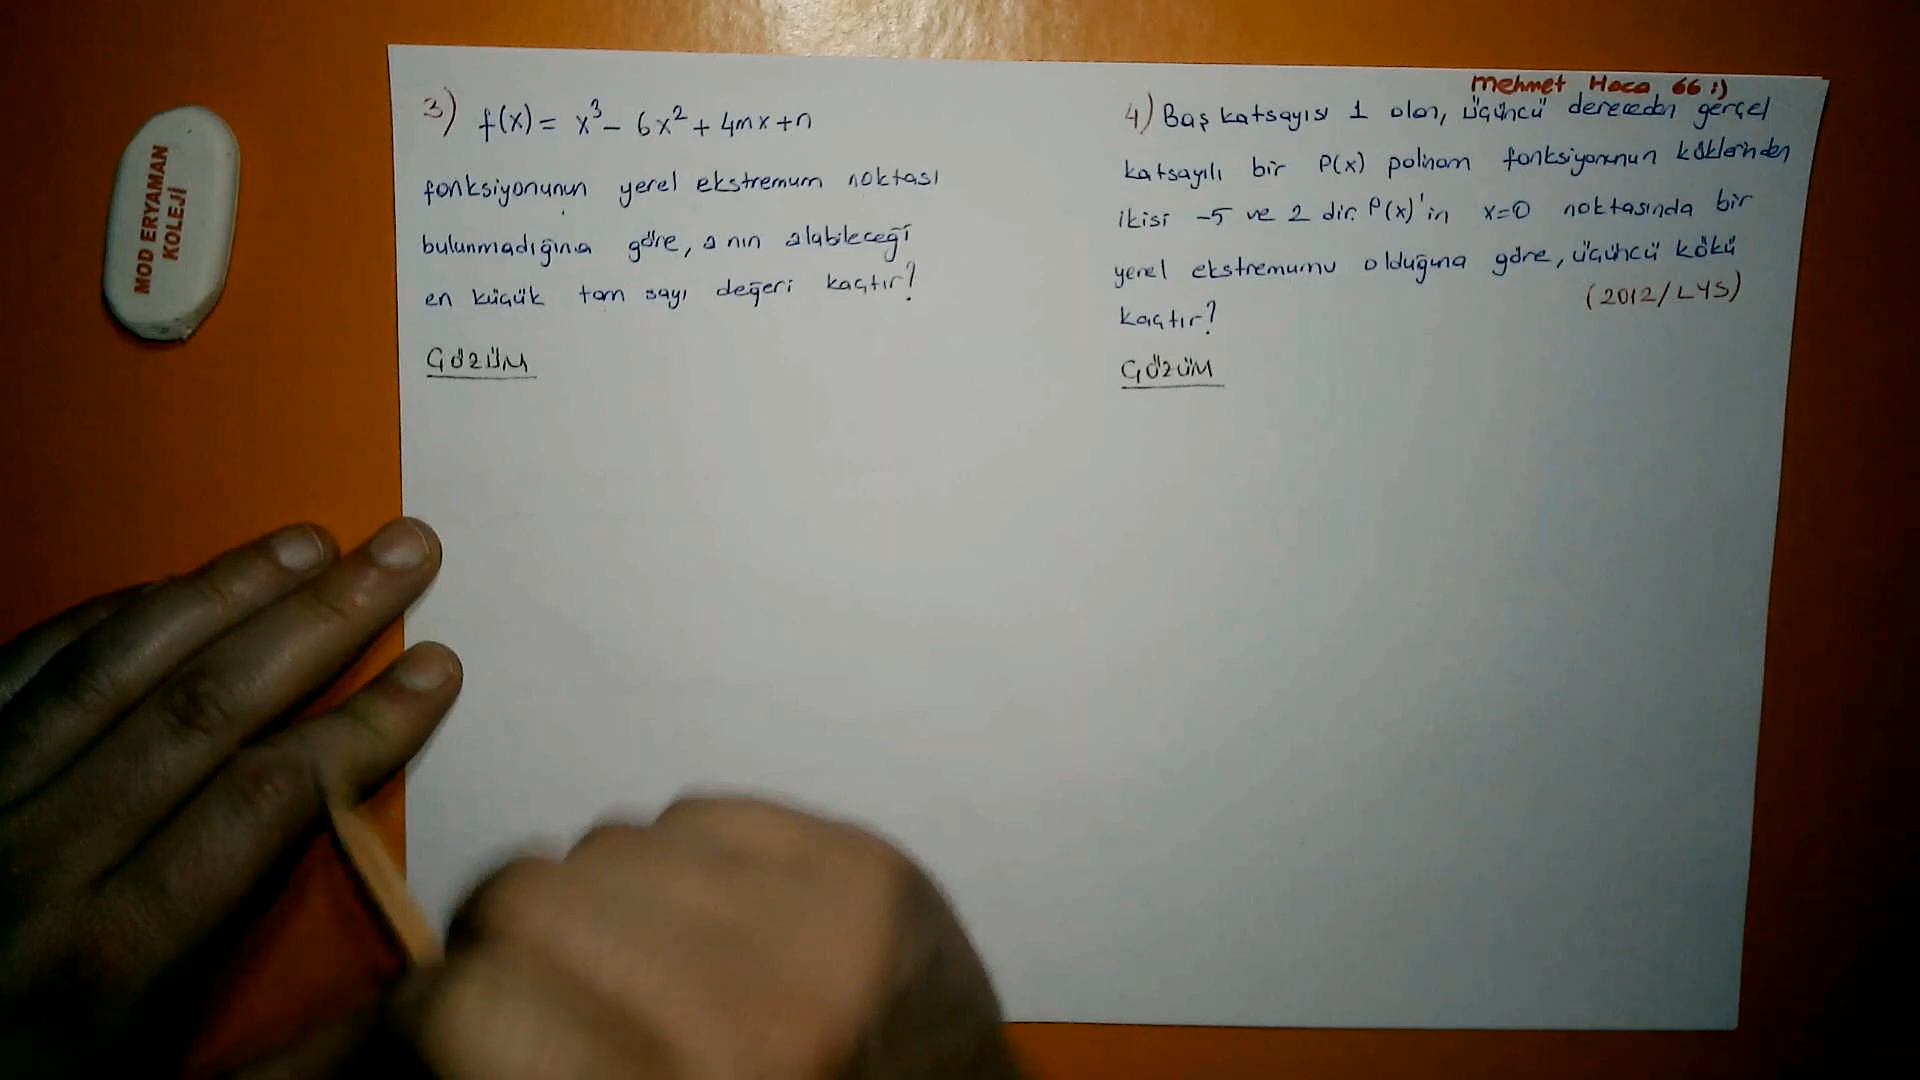 MOD ERYAMAN
KOLEJİ
3) f(x) = x³ - 6x² + 4mx + n
fonksiyonunun yerel ekstremum noktası
bulunmadığına göre, a nın alabileceği
en küçük tam sayı değeri kaçtır?
ÇÖZÜM
Mehmet Hoca 66 :)
4) Baş katsayısı 1 olan, üçüncü dereceden gerçel
katsayılı bir P(x) polinom fonksiyonunun köklerinden
ikisi -5 ve 2 dir. P(x)'in x=0 noktasında bir
yerel ekstremumu olduğuna göre, üçüncü kökü
(2012/LYS)
kaçtır?
ÇÖZÜM